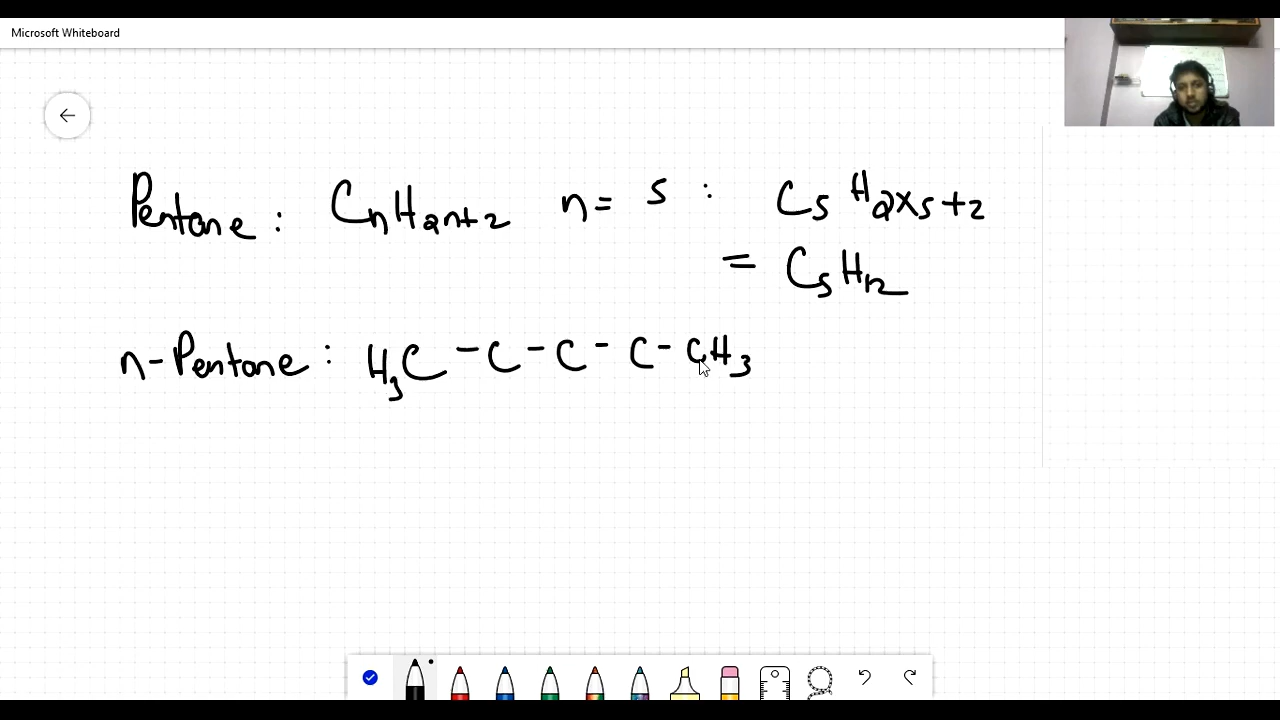 Microsoft Whiteboard
Pentane : CnH2n+2 n = 5 : C5 H2x5+2
= C5H12
n-Pentane : H3C - C - C - C - CH3